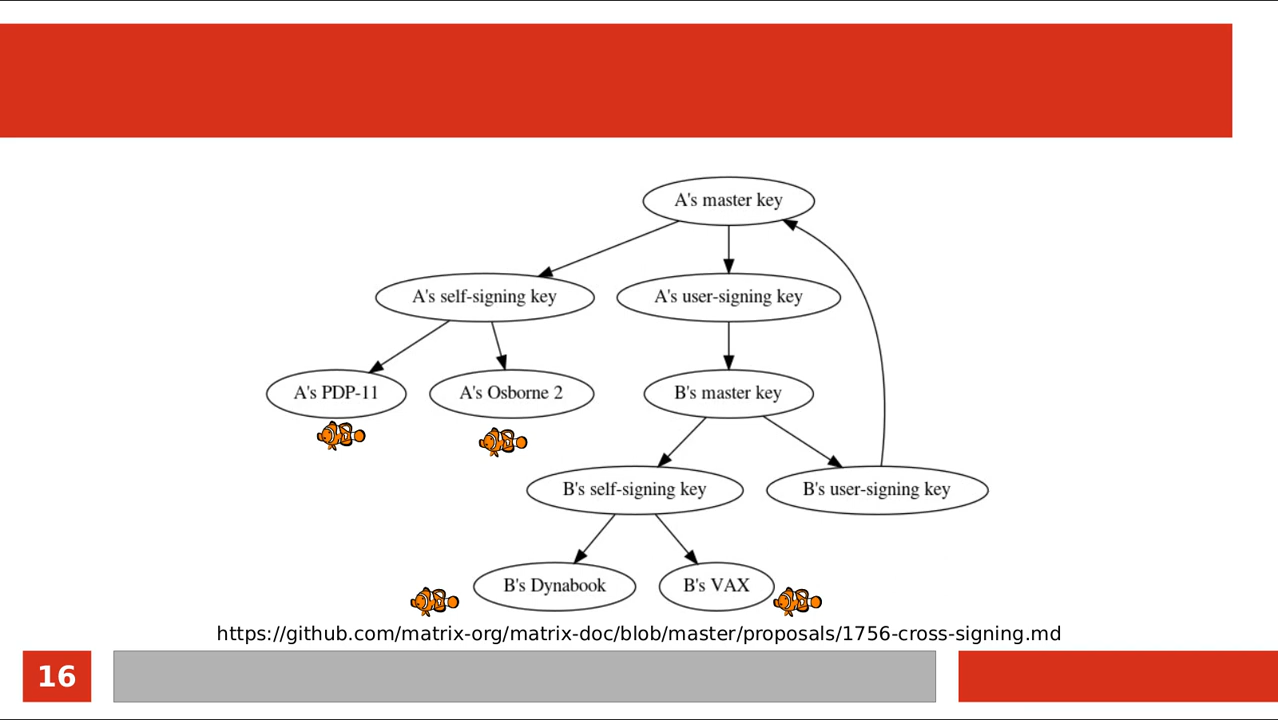 A's master key
A's self-signing key
A's user-signing key
A's PDP-11
A's Osborne 2
B's master key
B's self-signing key
B's user-signing key
B's Dynabook
B's VAX
https://github.com/matrix-org/matrix-doc/blob/master/proposals/1756-cross-signing.md
16